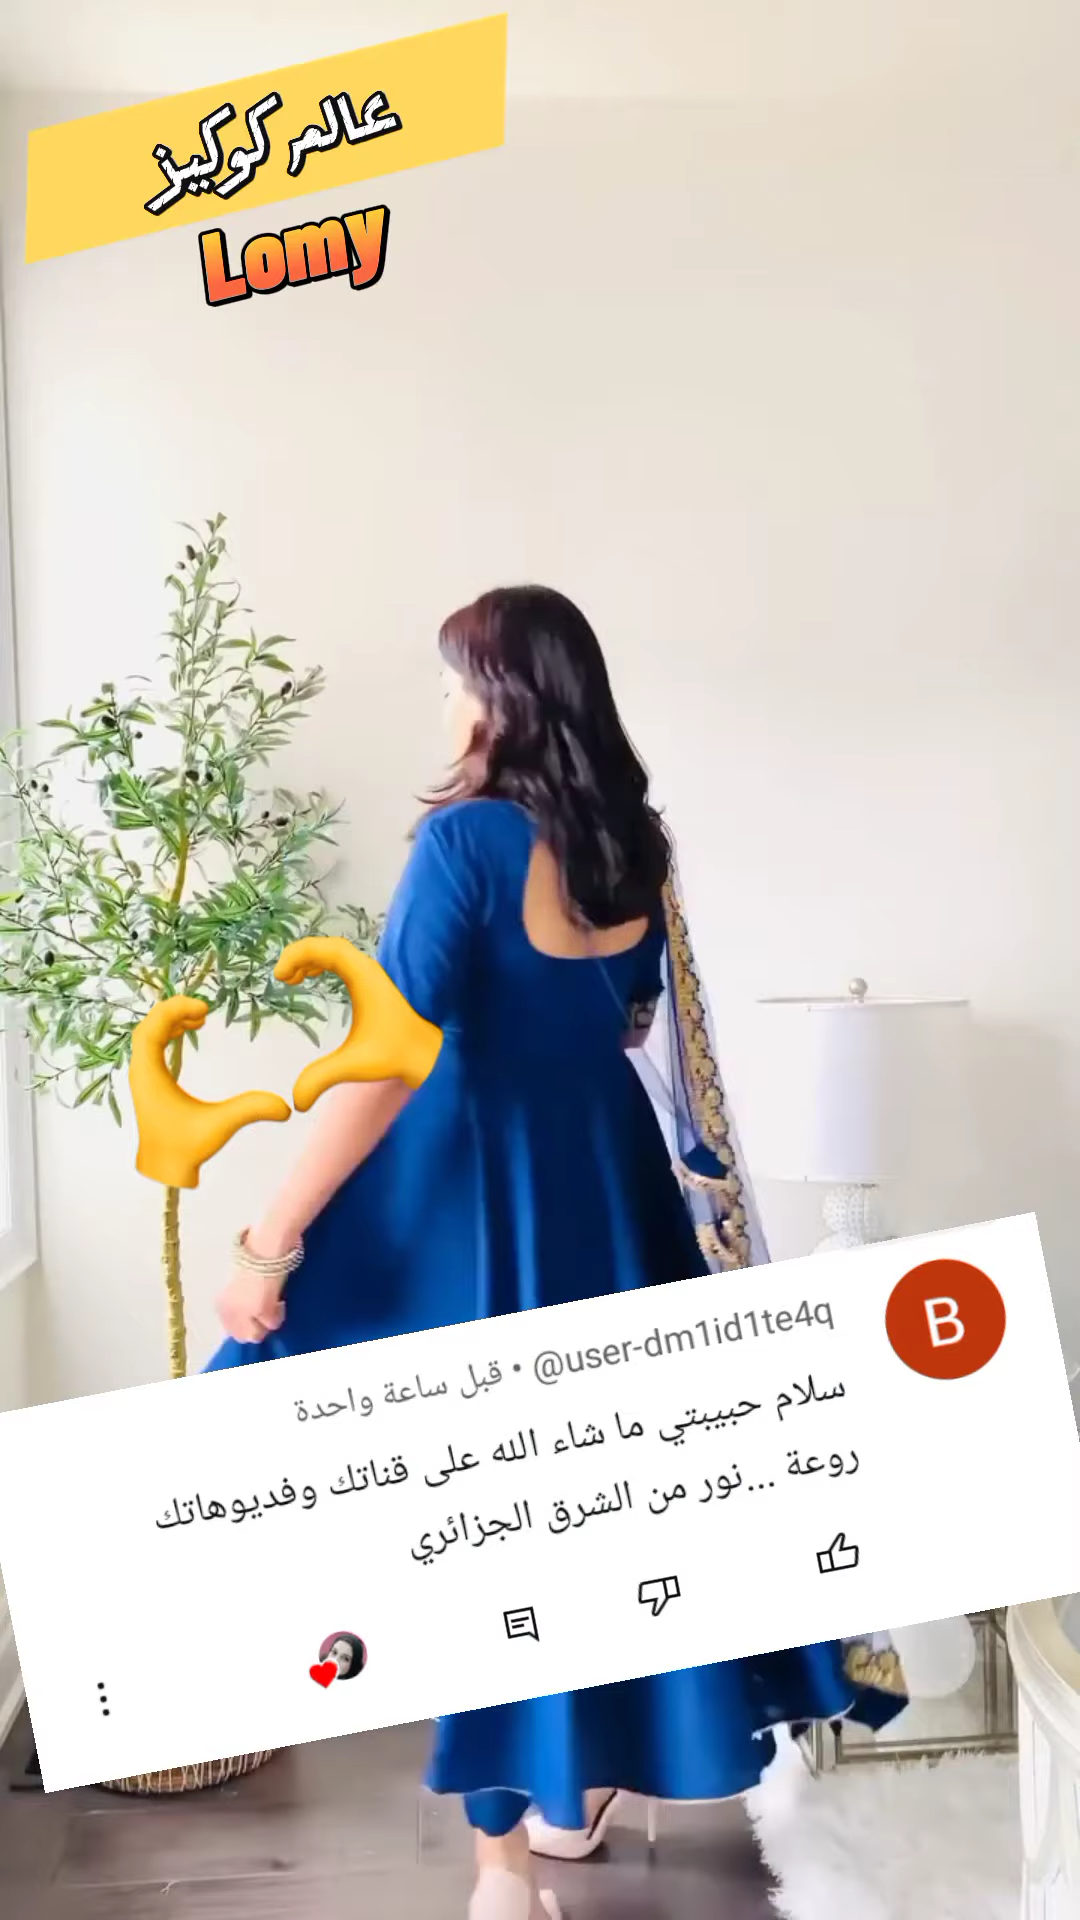 عالم كوكيز
Lomy
@user-dm1id1te4q • قبل ساعة واحدة
B
سلام حبيبتي ما شاء الله على قناتك وفديوهاتك
روعة ...نور من الشرق الجزائري